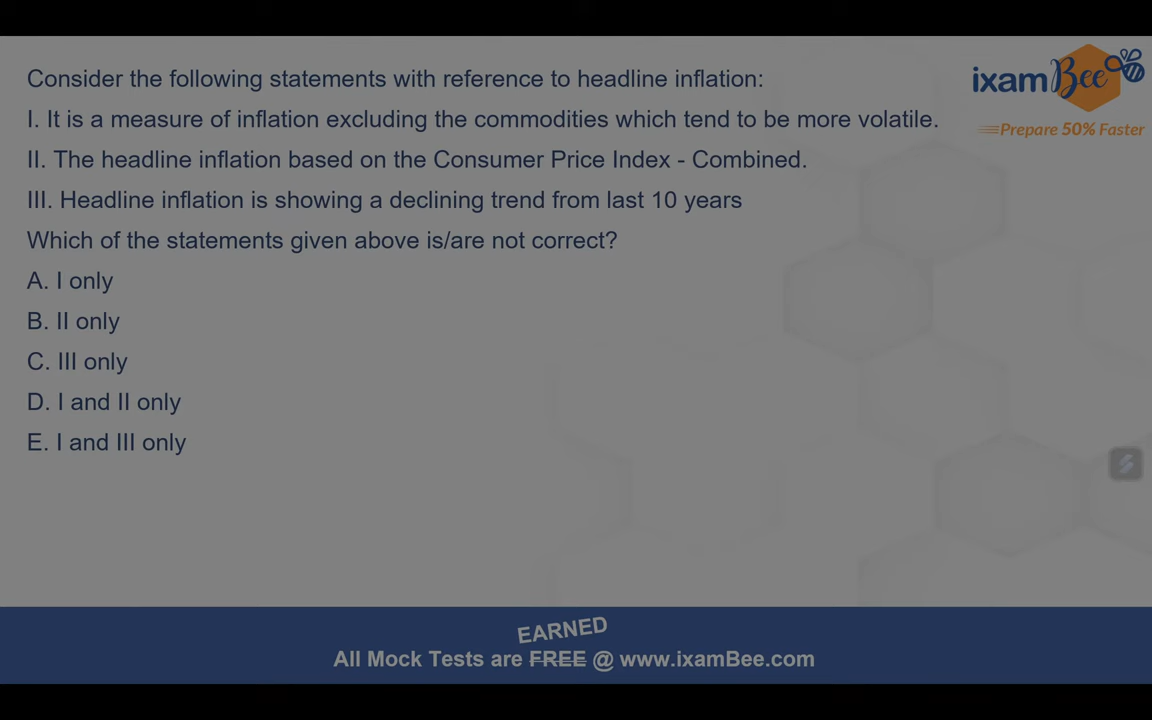 Consider the following statements with reference to headline inflation:
I. It is a measure of inflation excluding the commodities which tend to be more volatile.
II. The headline inflation based on the Consumer Price Index - Combined.
III. Headline inflation is showing a declining trend from last 10 years
Which of the statements given above is/are not correct?
A. I only
B. II only
C. III only
D. I and II only
E. I and III only
ixamBee
Prepare 50% Faster
EARNED
All Mock Tests are FREE @ www.ixamBee.com